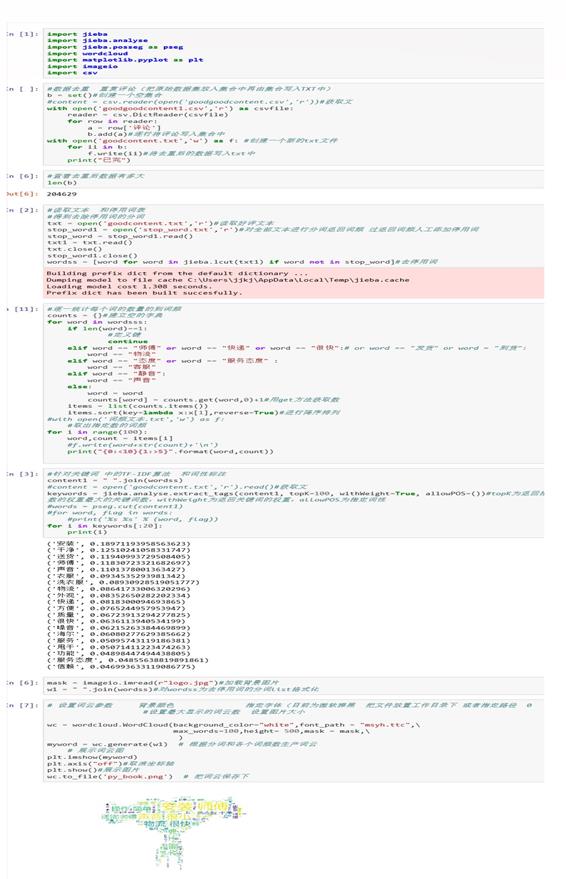 In [1]:
import jieba
import jieba.analyse
import jieba.posseg as pseg
import wordcloud
import matplotlib.pyplot as plt
import imageio
import csv
In [ ]:
#数据去重 重复评论（把原始数据集放入集合中再由集合写入TXT中）
b = set()#创建一个空集合
#content = csv.reader(open('goodgoodcontent.csv','r'))#获取文
with open('goodgoodcontent1.csv','r') as csvfile:
reader = csv.DictReader(csvfile)
for row in reader:
a = row['评论']
b.add(a)#逐行将评论写入集合中
with open('goodcontent.txt','w') as f: #创建一个新的txt文件
for ii in b:
f.write(ii)#将去重后的数据写入txt中
print("已完")
In [6]:
#查看去重后数据有多大
len(b)
Out[6]: 204629
In [2]:
#读取文本 和停用词表
#得到去除停用词的分词
txt = open('goodcontent.txt','r')#读取好评文本
stop_word1 = open('stop_word.txt','r')#对全部文本进行分词返回词频 过返回词频人工添加停用词
stop_word = stop_word1.read()
txt1 = txt.read()
txt.close()
stop_word1.close()
wordss = [word for word in jieba.lcut(txt1) if word not in stop_word]#去停用词
Building prefix dict from the default dictionary ...
Dumping model to file cache C:\Users\jjkj\AppData\Local\Temp\jieba.cache
Loading model cost 1.308 seconds.
Prefix dict has been built succesfully.
[11]:
#逐一统计每个词的数量的到词频
counts = {}#建立空的字典
for word in wordsss:
if len(word)==1:
#定义键
continue
elif word == "师傅" or word == "快递" or word == "很快":# or word == "发货" or word = "到货":
word == "物流"
elif word == "态度" or word == "服务态度" :
word == "客服"
elif word == "静音":
word == "声音"
else:
word = word
counts[word] = counts.get(word,0)+1#用get方法获取数
items = list(counts.items())
items.sort(key=lambda x:x[1],reverse=True)#进行降序排列
#with open('词频文本.txt','w') as f:
#取出指定数的词频
for i in range(100):
word,count = items[i]
#f.write(word+str(count)+'\n')
print("{0:<10}{1:>5}".format(word,count))
In [3]:
#针对关键词 中的TF-IDF算法 和词性标注
content1 = " ".join(wordss)
#content = open('goodcontent.txt','r').read()#获取文
keywords = jieba.analyse.extract_tags(content1, topK=100, withWeight=True, allowPOS=())#topK为返回
数的权重最大的关键词数，withWeight为返回关键词的权重，allowPOS为指定词性
#words = pseg.cut(content1)
#for word, flag in words:
#print('%s %s' % (word, flag))
for i in keywords[:20]:
print(i)
('安装', 0.18971193958563623)
('干净', 0.12510241058331747)
('送货', 0.11940993729508405)
('师傅', 0.11830723321682697)
('声音', 0.1101378001363427)
('衣服', 0.0934535293981342)
('洗衣服', 0.08930928519051777)
('物流', 0.08641733006320296)
('外观', 0.08352650282202334)
('快递', 0.0818300094693865)
('方便', 0.0765244957953947)
('质量', 0.06723913294277825)
('很快', 0.0636113940534199)
('噪音', 0.06215263384469899)
('海尔', 0.06080277629385662)
('服务', 0.05095743119186381)
('甩干', 0.05071411223474463)
('功能', 0.04898447494438805)
('服务态度', 0.04855638819891861)
('信赖', 0.046993633119086775)
In [6]:
mask = imageio.imread(r"logo.jpg")#加载背景图片
w1 = " ".join(wordss)#对wordss为去停用的分词list格式化
In [7]:
# 设置词云参数 背景颜色 指定字体（目前为微软雅黑 把文件放置工作目录下 或者指定路径 0
#设置最大显示的词云数 设置图片大小
wc = wordcloud.WordCloud(background_color="white",font_path = "msyh.ttc",\
max_words=100,height= 500,mask = mask,\
)
myword = wc.generate(w1) # 根据分词和各个词频数生产词云
# 展示词云图
plt.imshow(myword)
plt.axis("off")#取消坐标轴
plt.show()#展示图片
wc.to_file('py_book.png') # 把词云保存下
安装 师傅
物流 很快